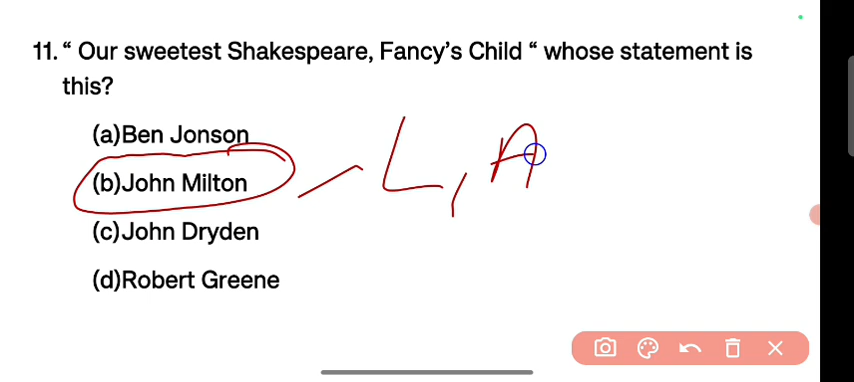 11. “ Our sweetest Shakespeare, Fancy’s Child “ whose statement is
this?
(a)Ben Jonson
(b)John Milton
(c)John Dryden
(d)Robert Greene
L, A